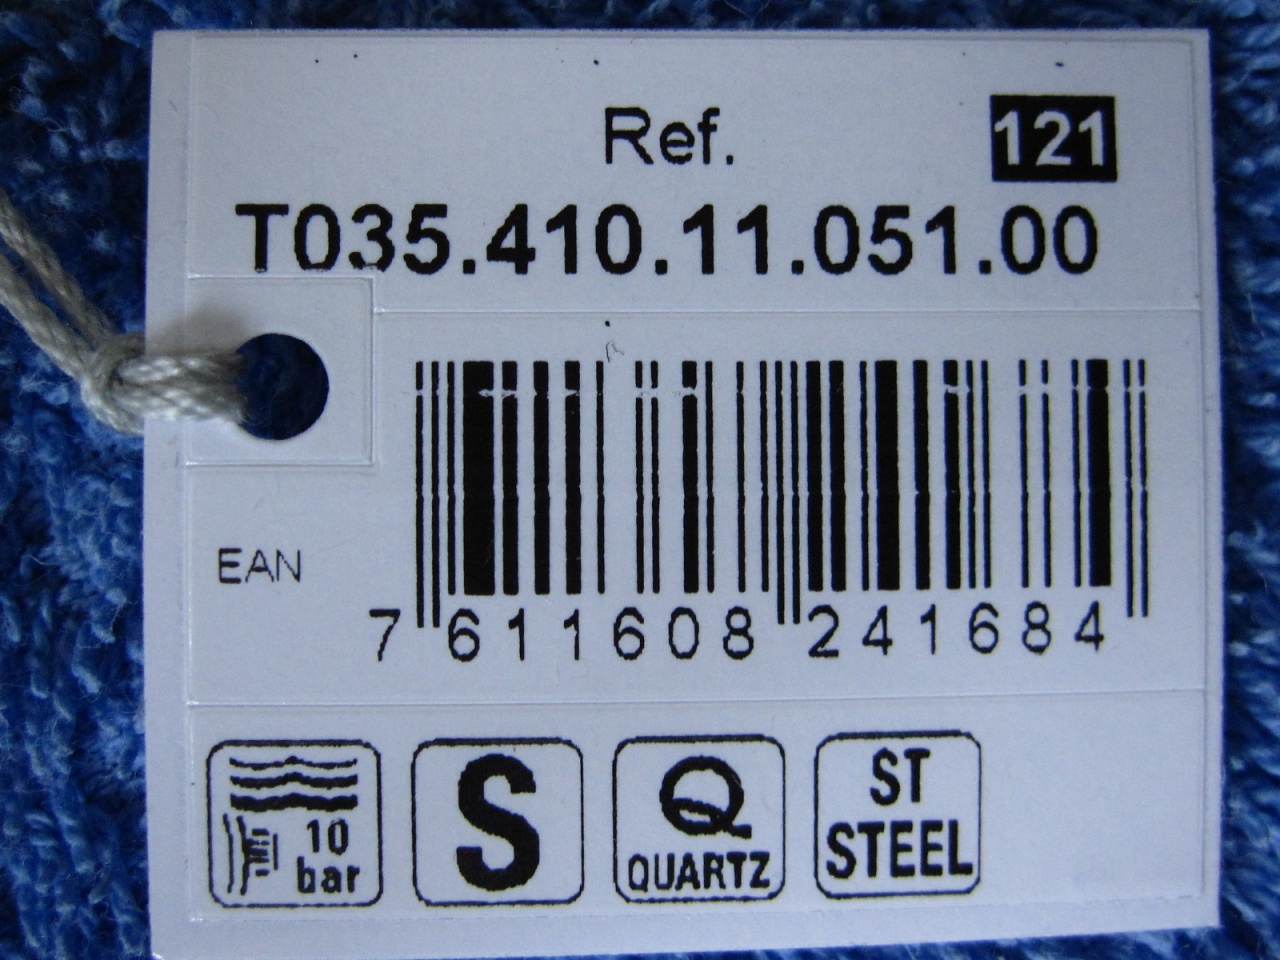 Ref.
121
T035.410.11.051.00
EAN
7 611608 241684
10
bar
S
Q
QUARTZ
ST
STEEL